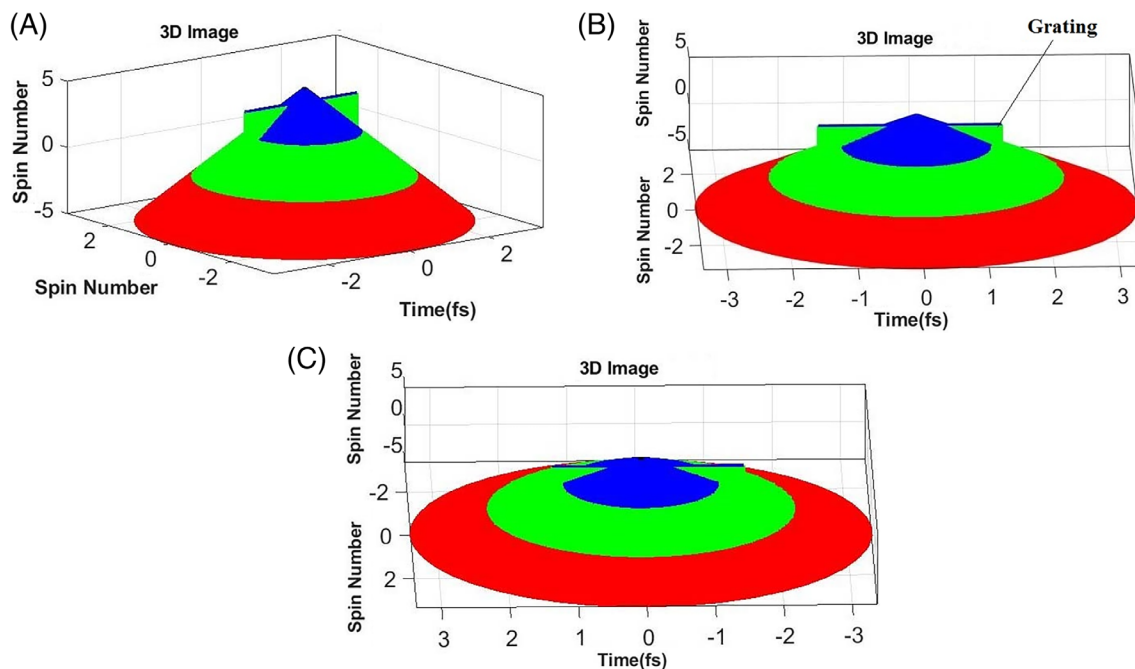 (A)
3D Image
Spin Number
5
0
-5
2
0
-2
Spin Number
-2
0
2
Time(fs)
(B)
Grating
3D Image
Spin Number
5
0
-5
Spin Number
2
0
-2
-3 -2 -1 0 1 2 3
Time(fs)
(C)
3D Image
Spin Number
5
0
-5
Spin Number
-2
0
2
3 2 1 0 -1 -2 -3
Time(fs)